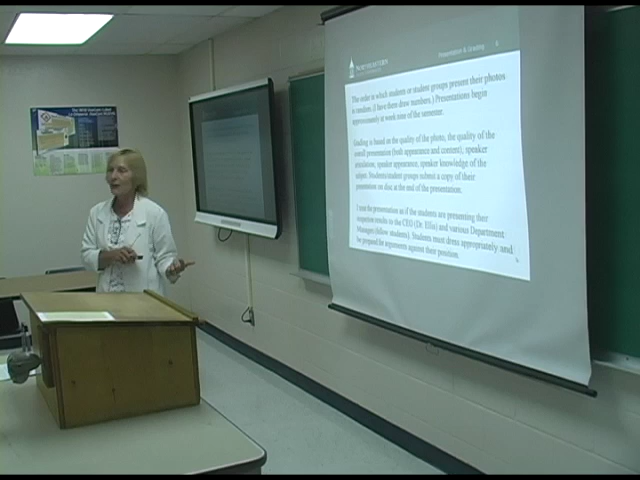 NORTHEASTERN
Presentation & Grading
The order in which students or student groups present their photos
is random. (I have them draw numbers.) Presentations begin
approximately at week nine of the semester.
Grading is based on the quality of the photo, the quality of the
overall presentation (both appearance and content), speaker
speaker appearance, speaker knowledge of the
subject. Students/student groups submit a copy of their
presentation on disc at the end of the presentation.
I treat the presentation as if the students are presenting their
inspection results to the CEO (Dr. Ellis) and various Department
Managers (fellow students). Students must dress appropriately and
be prepared for arguments against their position.